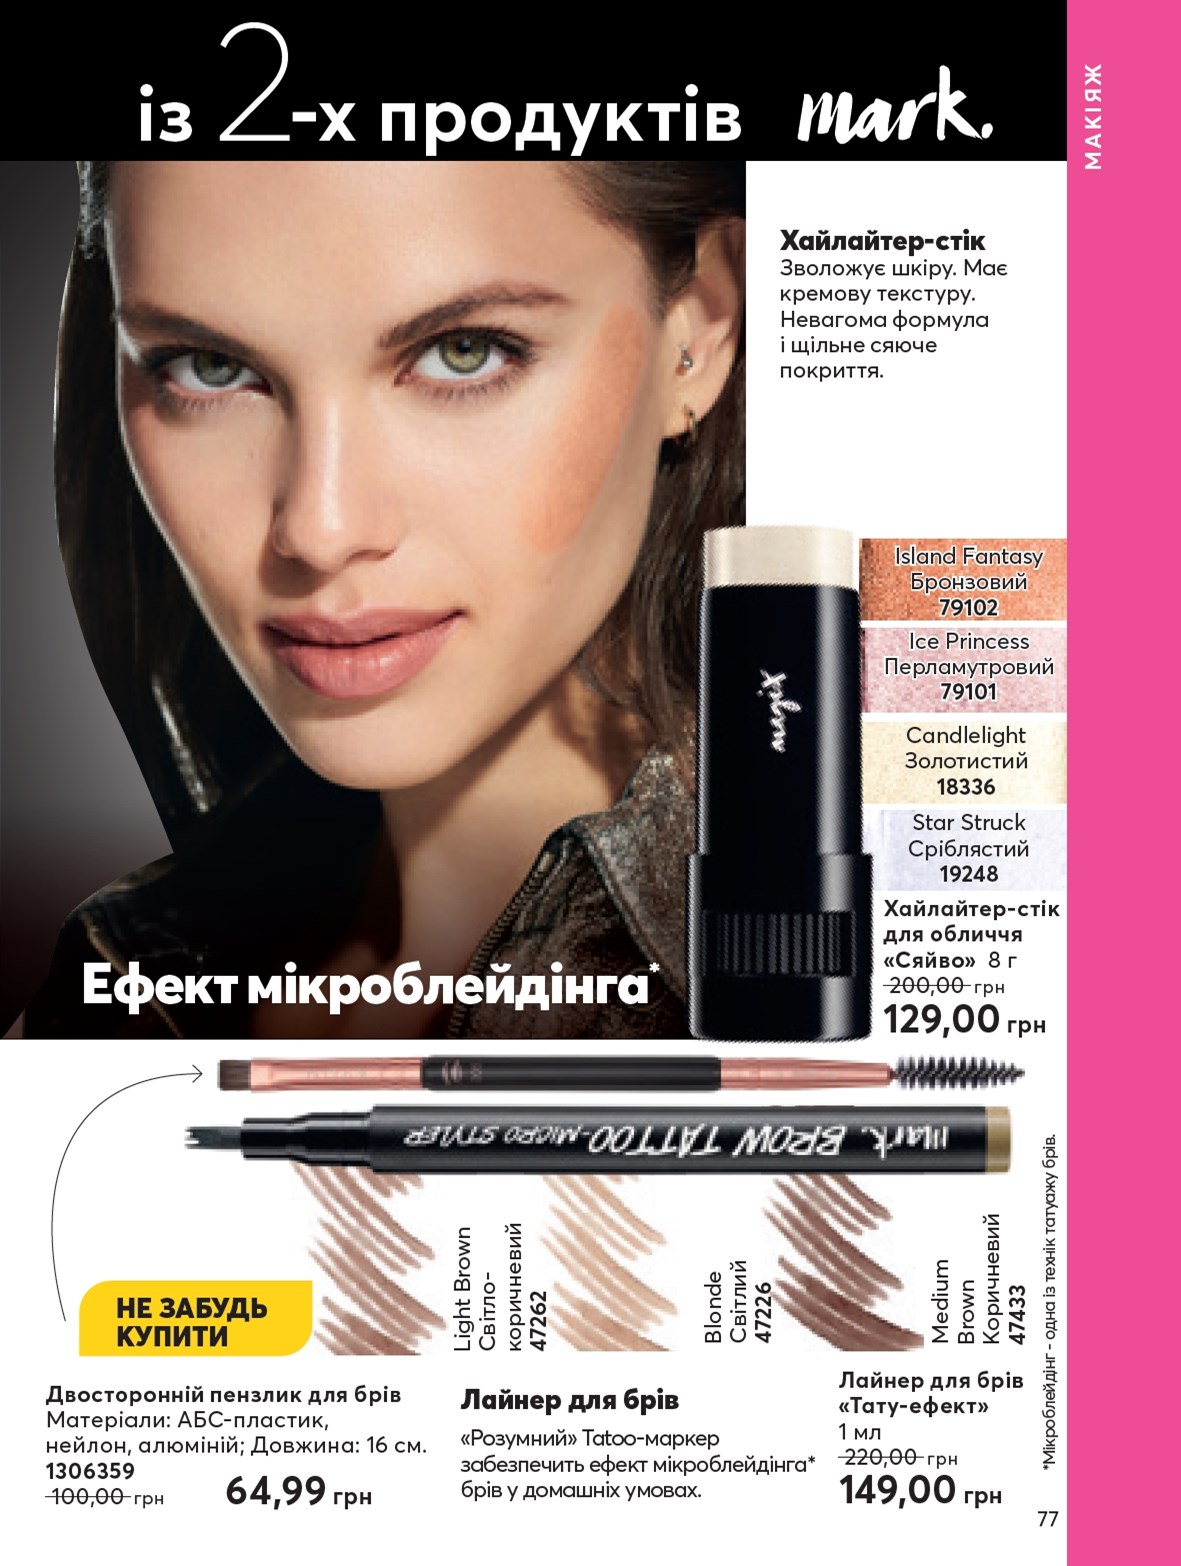 із 2-х продуктів mark.
МАКІЯЖ
Хайлайтер-стік
Зволожує шкіру. Має
кремову текстуру.
Невагома формула
і щільне сяюче
покриття.
Island Fantasy
Бронзовий
79102
Ice Princess
Перламутровий
79101
Candlelight
Золотистий
18336
Star Struck
Сріблястий
19248
Хайлайтер-стік
для обличчя
«Сяйво» 8 г
200,00 грн
129,00 грн
Ефект мікроблейдінга*
mark. BROW TATTOO-MICRO STYLER
Light Brown
Світло-
коричневий
47262
Blonde
Світлий
47226
Medium
Brown
Коричневий
47433
*Мікроблейдінг - одна із технік татуажу брів.
НЕ ЗАБУДЬ
КУПИТИ
Двосторонній пензлик для брів
Матеріали: АБС-пластик,
нейлон, алюміній; Довжина: 16 см.
1306359
100,00 грн
64,99 грн
Лайнер для брів
«Розумний» Tatoo-маркер
забезпечить ефект мікроблейдінга*
брів у домашніх умовах.
Лайнер для брів
«Тату-ефект»
1 мл
220,00 грн
149,00 грн
77